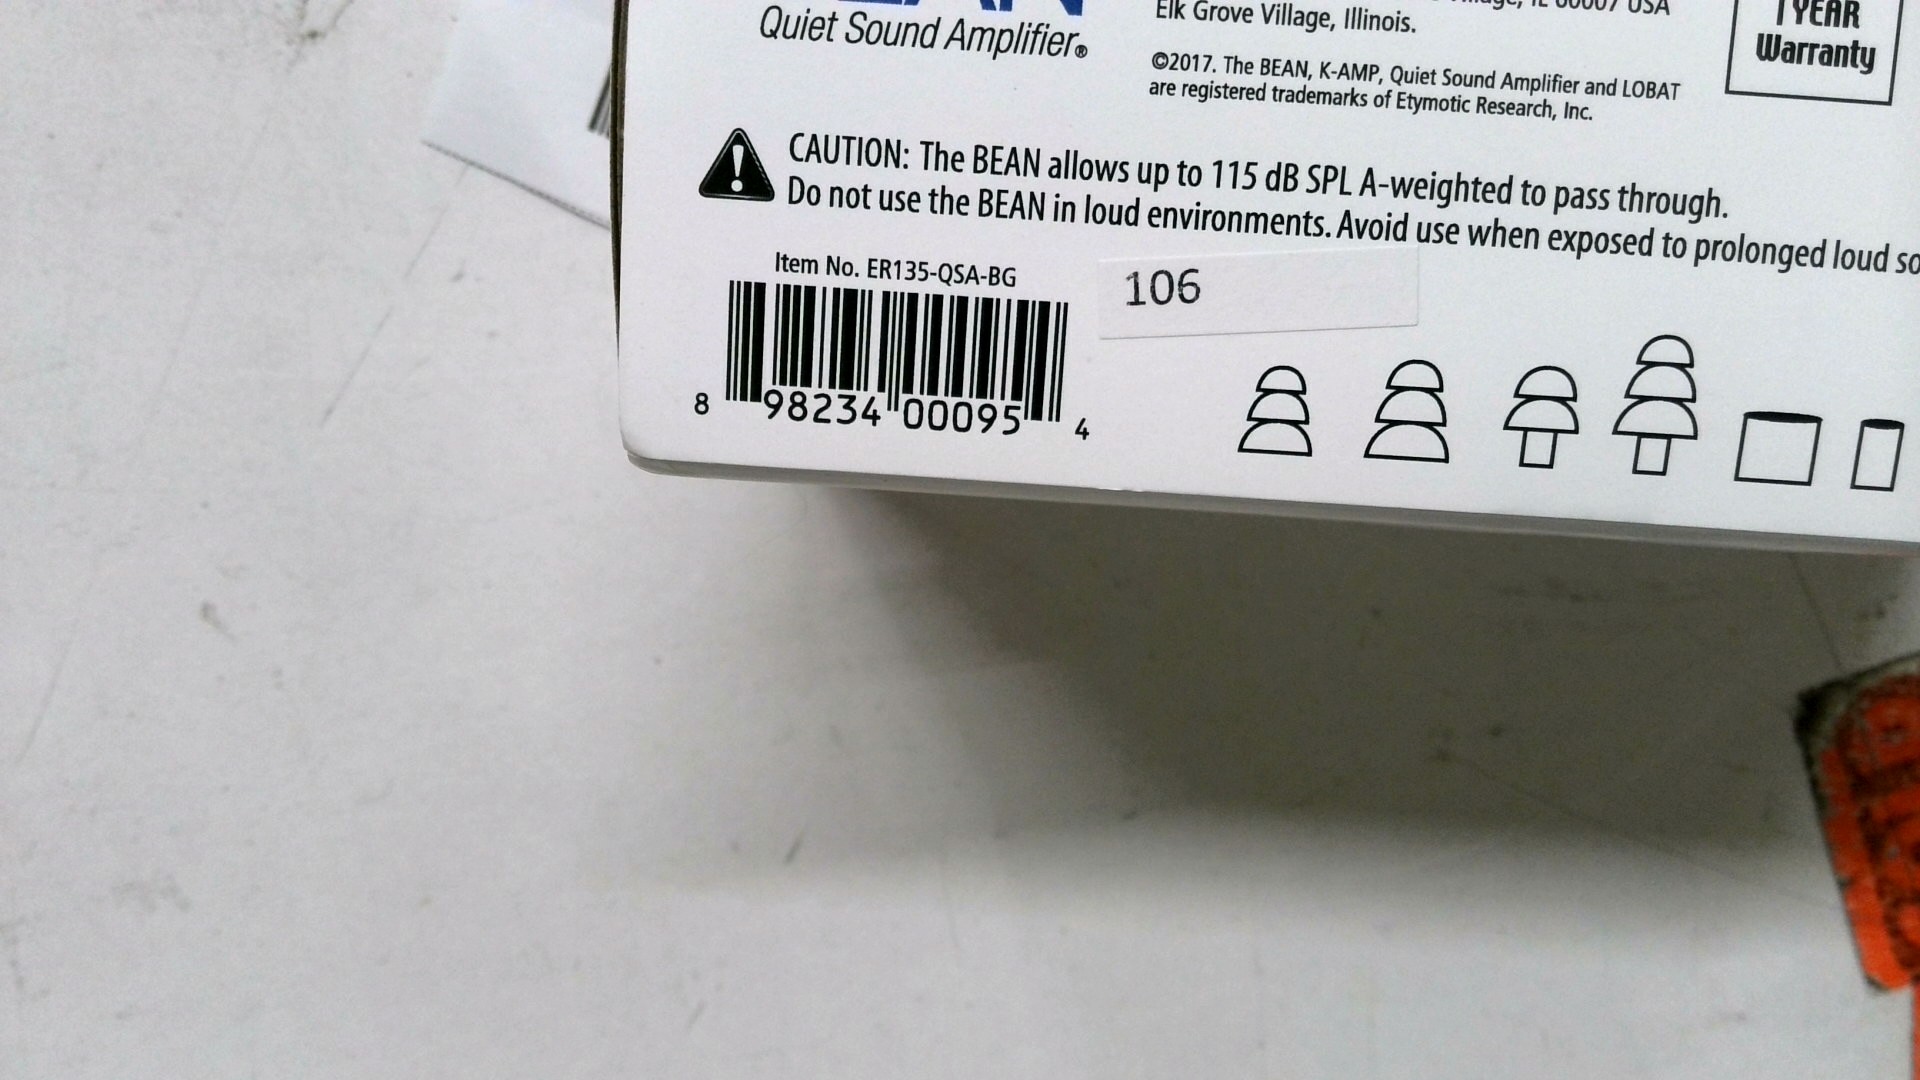 Quiet Sound Amplifier®
Elk Grove Village, Illinois.
©2017. The BEAN, K-AMP, Quiet Sound Amplifier and LOBAT
are registered trademarks of Etymotic Research, Inc.
1 YEAR
Warranty
CAUTION: The BEAN allows up to 115 dB SPL A-weighted to pass through.
Do not use the BEAN in loud environments. Avoid use when exposed to prolonged loud so
Item No. ER135-QSA-BG
106
8 98234 00095 4